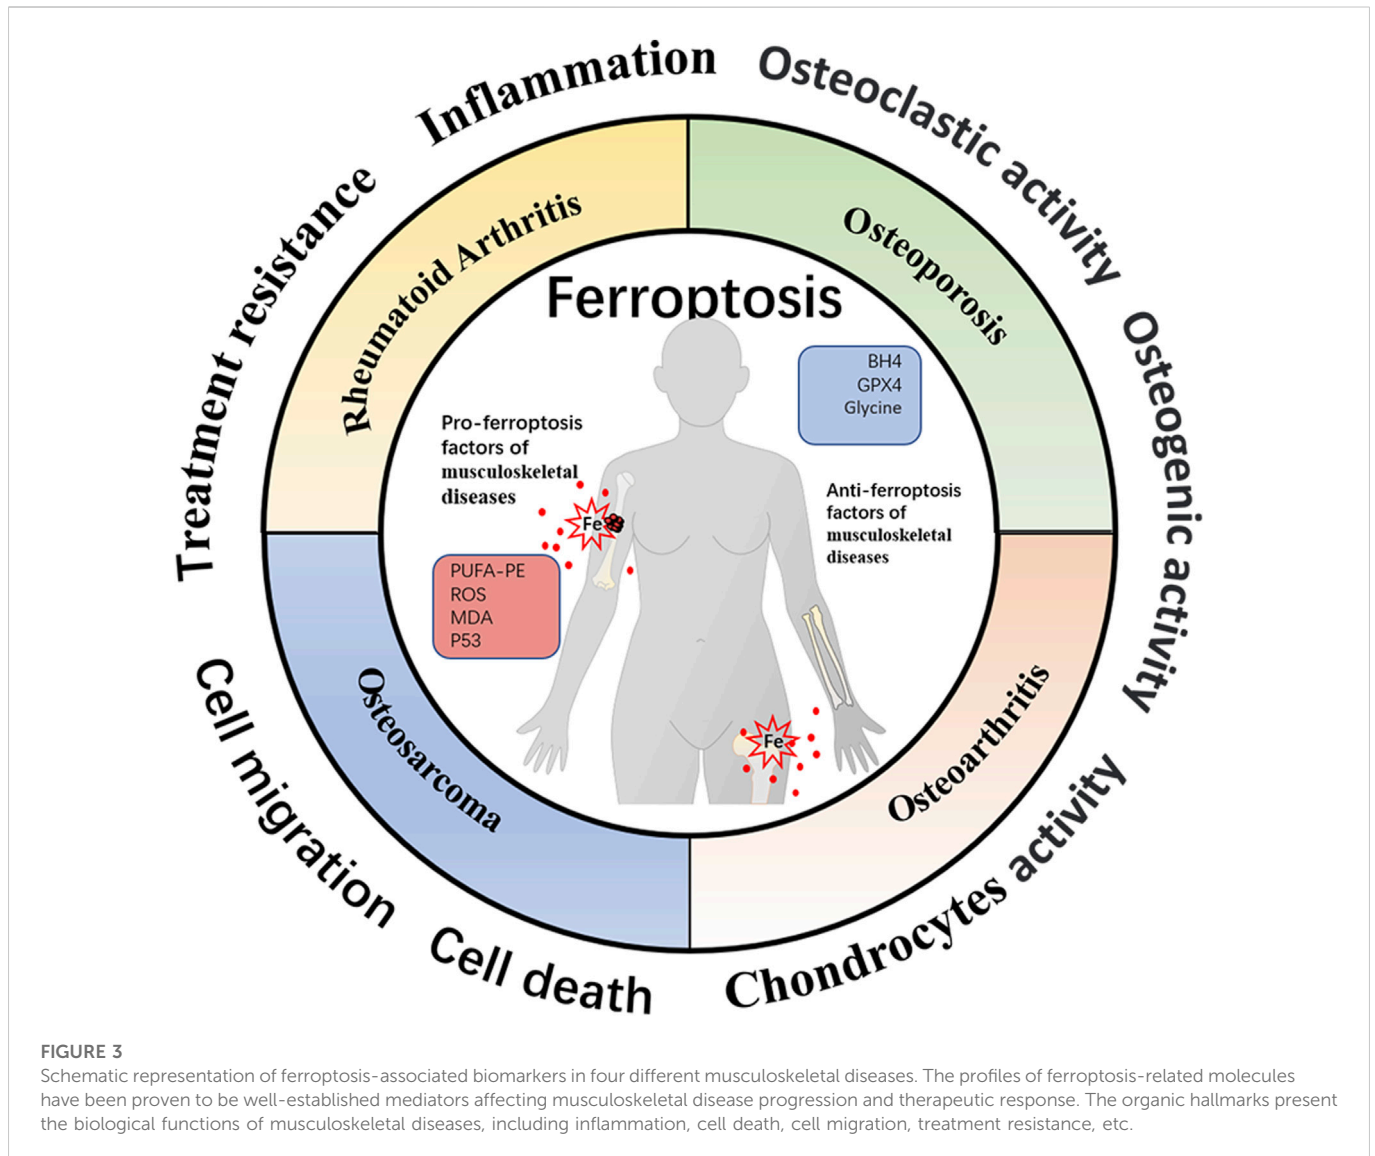 Inflammation
Osteoclastic activity
Treatment resistance
Osteogenic activity
Rheumatoid Arthritis
Osteoporosis
Ferroptosis
BH4
GPX4
Glycine
Pro-ferroptosis
factors of
musculoskeletal
diseases
Anti-ferroptosis
factors of
musculoskeletal
diseases
Fe
PUFA-PE
ROS
MDA
P53
Fe
Osteosarcoma
Osteoarthritis
Cell migration
Cell death
Chondrocytes activity
FIGURE 3
Schematic representation of ferroptosis-associated biomarkers in four different musculoskeletal diseases. The profiles of ferroptosis-related molecules
have been proven to be well-established mediators affecting musculoskeletal disease progression and therapeutic response. The organic hallmarks present
the biological functions of musculoskeletal diseases, including inflammation, cell death, cell migration, treatment resistance, etc.